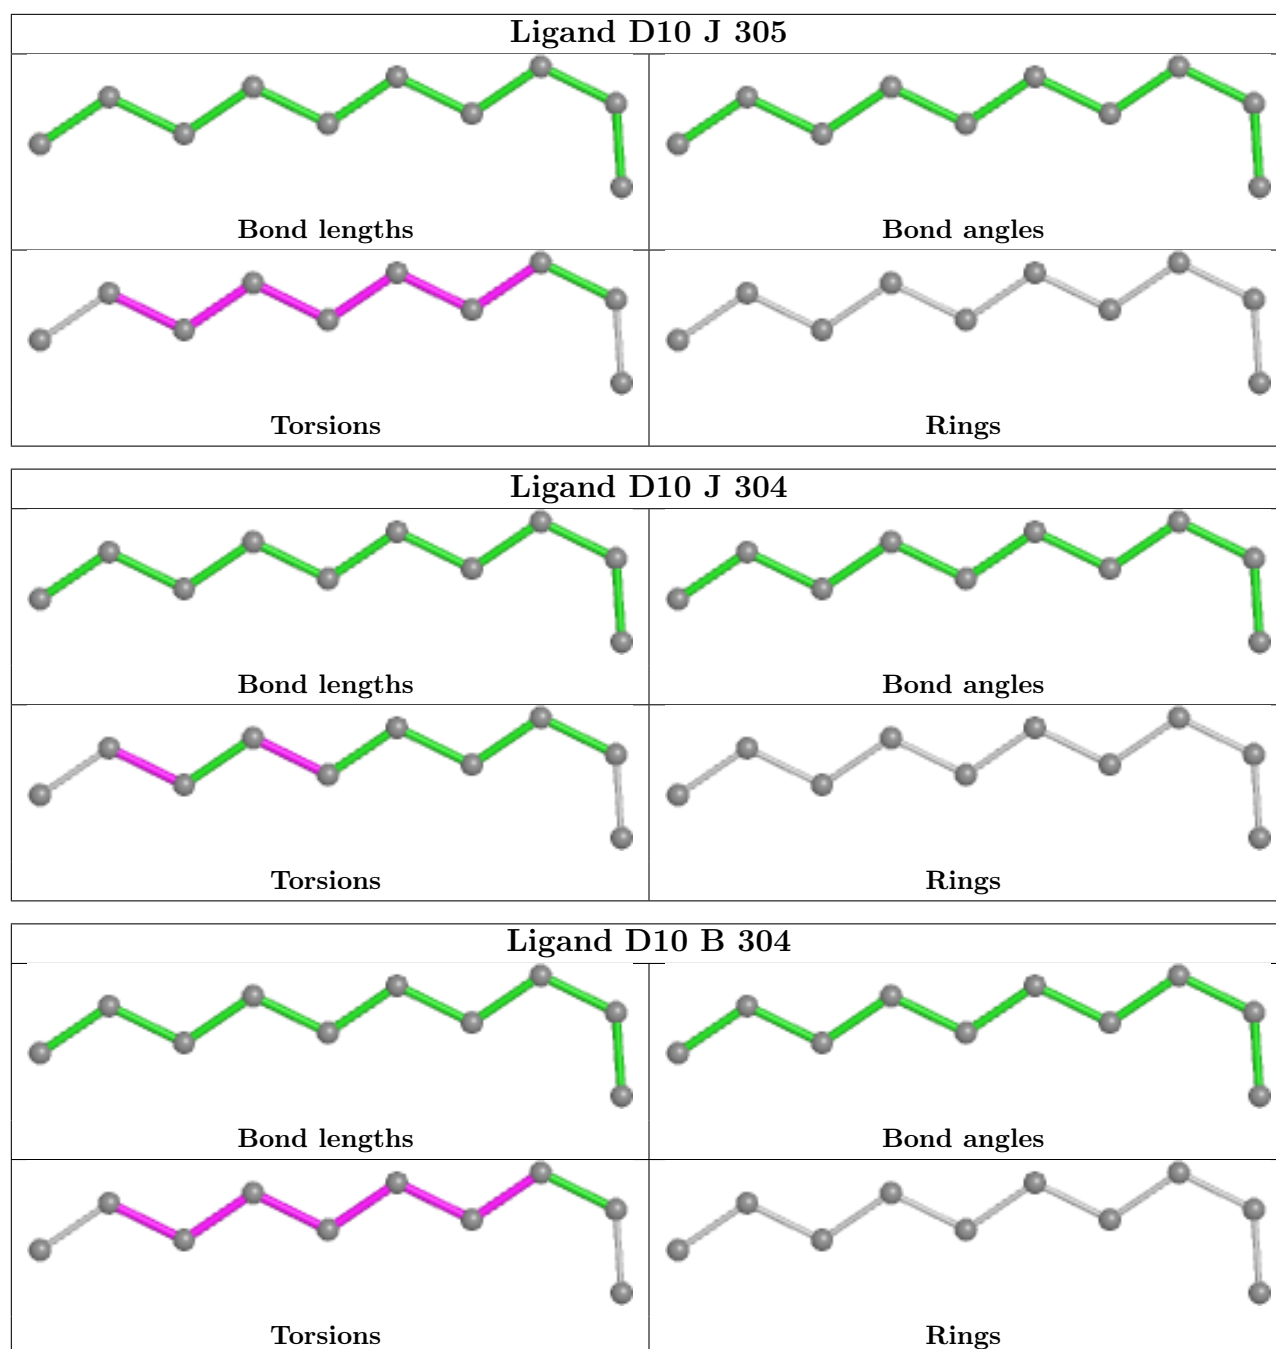 Ligand D10 J 305
Bond lengths
Bond angles
Torsions
Rings
Ligand D10 J 304
Bond lengths
Bond angles
Torsions
Rings
Ligand D10 B 304
Bond lengths
Bond angles
Torsions
Rings